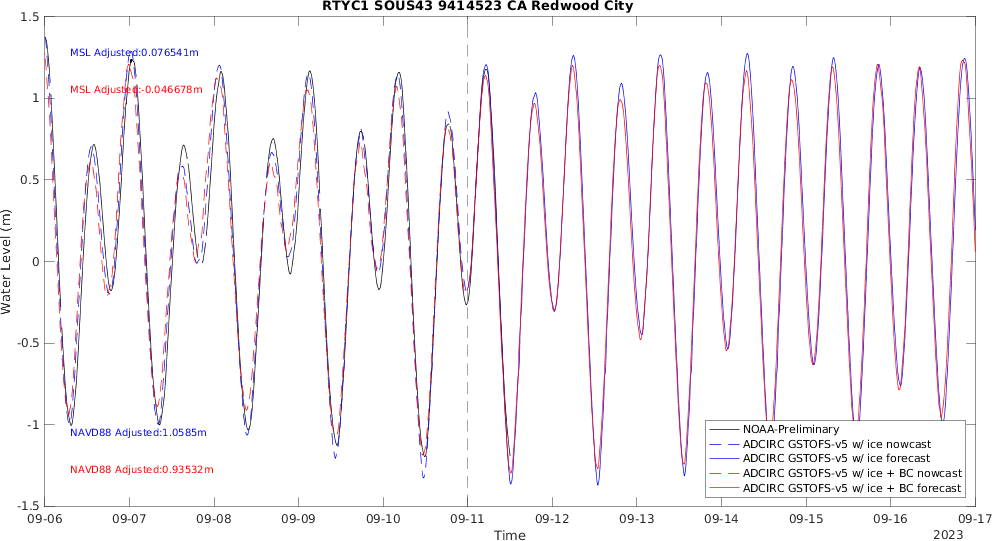 RTYC1 SOUS43 9414523 CA Redwood City
1.5
1
0.5
0
-0.5
-1
-1.5
Water Level (m)
MSL Adjusted:0.076541m
MSL Adjusted:-0.046678m
NAVD88 Adjusted:1.0585m
NAVD88 Adjusted:0.93532m
NOAA-Preliminary
ADCIRC GSTOFS-v5 w/ ice nowcast
ADCIRC GSTOFS-v5 w/ ice forecast
ADCIRC GSTOFS-v5 w/ ice + BC nowcast
ADCIRC GSTOFS-v5 w/ ice + BC forecast
09-06 09-07 09-08 09-09 09-10 09-11 09-12 09-13 09-14 09-15 09-16 09-17
Time
2023